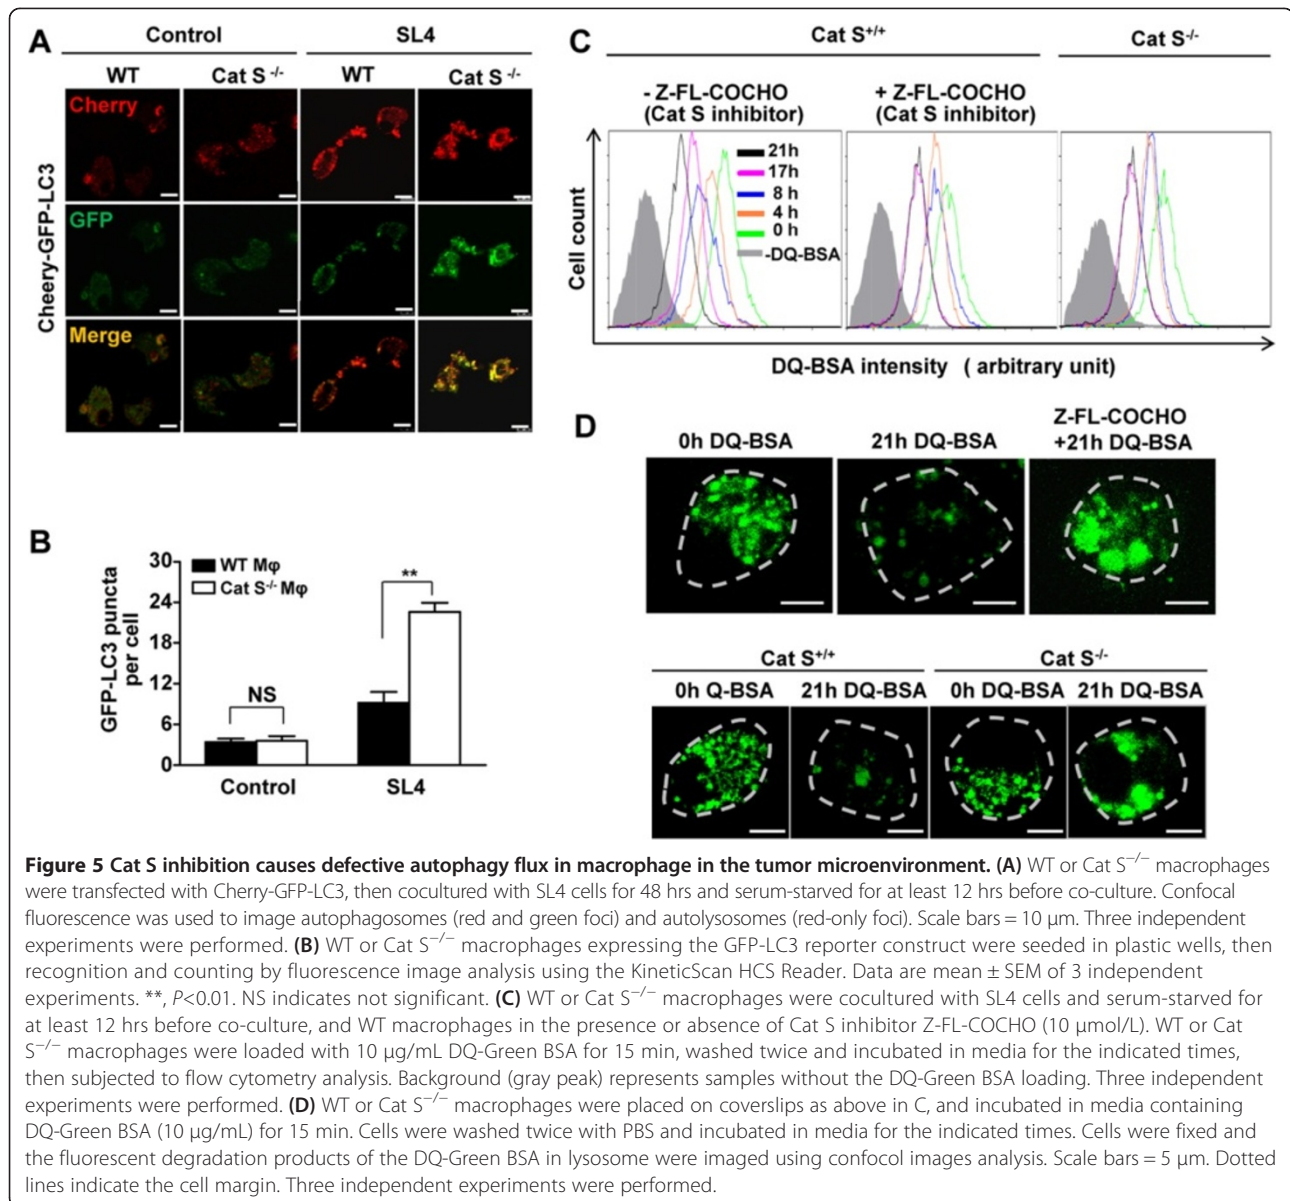 A
Control
SL4
WT
Cat S -/-
WT
Cat S -/-
Cheery-GFP-LC3
Cherry
GFP
Merge
B
GFP-LC3 puncta
per cell
30
24
18
12
6
0
WT Mφ
Cat S-/- Mφ
NS
**
Control
SL4
C
Cat S+/+
Cat S-/-
- Z-FL-COCHO
(Cat S inhibitor)
+ Z-FL-COCHO
(Cat S inhibitor)
Cell count
21h
17h
8 h
4 h
0 h
-DQ-BSA
DQ-BSA intensity ( arbitrary unit)
D
0h DQ-BSA
21h DQ-BSA
Z-FL-COCHO
+21h DQ-BSA
Cat S+/+
Cat S-/-
0h Q-BSA
21h DQ-BSA
0h DQ-BSA
21h DQ-BSA
Figure 5 Cat S inhibition causes defective autophagy flux in macrophage in the tumor microenvironment. (A) WT or Cat S−/− macrophages
were transfected with Cherry-GFP-LC3, then cocultured with SL4 cells for 48 hrs and serum-starved for at least 12 hrs before co-culture. Confocal
fluorescence was used to image autophagosomes (red and green foci) and autolysosomes (red-only foci). Scale bars = 10 μm. Three independent
experiments were performed. (B) WT or Cat S−/− macrophages expressing the GFP-LC3 reporter construct were seeded in plastic wells, then
recognition and counting by fluorescence image analysis using the KineticScan HCS Reader. Data are mean ± SEM of 3 independent
experiments. **, P<0.01. NS indicates not significant. (C) WT or Cat S−/− macrophages were cocultured with SL4 cells and serum-starved for
at least 12 hrs before co-culture, and WT macrophages in the presence or absence of Cat S inhibitor Z-FL-COCHO (10 μmol/L). WT or Cat
S−/− macrophages were loaded with 10 μg/mL DQ-Green BSA for 15 min, washed twice and incubated in media for the indicated times,
then subjected to flow cytometry analysis. Background (gray peak) represents samples without the DQ-Green BSA loading. Three independent
experiments were performed. (D) WT or Cat S−/− macrophages were placed on coverslips as above in C, and incubated in media containing
DQ-Green BSA (10 μg/mL) for 15 min. Cells were washed twice with PBS and incubated in media for the indicated times. Cells were fixed and
the fluorescent degradation products of the DQ-Green BSA in lysosome were imaged using confocol images analysis. Scale bars = 5 μm. Dotted
lines indicate the cell margin. Three independent experiments were performed.